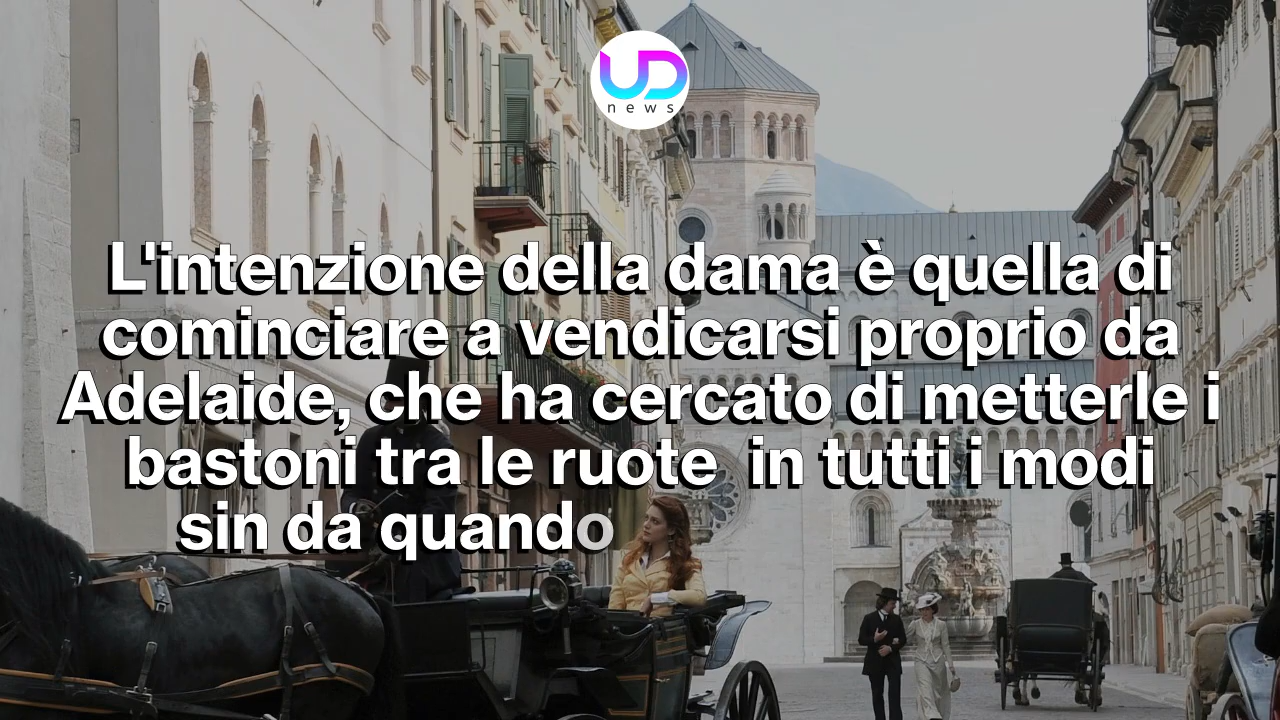 UD
news
L'intenzione della dama è quella di
cominciare a vendicarsi proprio da
Adelaide, che ha cercato di metterle i
bastoni tra le ruote  in tutti i modi
sin da quando